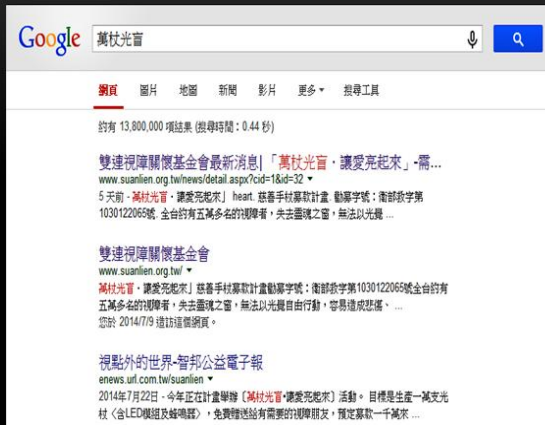 Google 萬杖光盲
網頁 圖片 地圖 新聞 影片 更多 搜尋工具
約有 13,800,000 項結果 (搜尋時間：0.44 秒)
雙連視障關懷基金會最新消息| 「萬杖光盲・讓愛亮起來」-需...
www.suanlien.org.tw/news/detail.aspx?cid=1&id=32
5 天前 - 萬杖光盲・讓愛亮起來」 heart. 慈善手杖募款計畫. 勸募字號：衛部救字第
1030122065號. 全台約有五萬多名的視障者，失去靈魂之窗，無法以光覺 ...
雙連視障關懷基金會
www.suanlien.org.tw/
萬杖光盲・讓愛亮起來」慈善手杖募款計畫勸募字號：衛部救字第1030122065號全台約有
五萬多名的視障者，失去靈魂之窗，無法以光覺自由行動，容易造成悲傷、 ...
您於 2014/7/9 造訪這個網頁。
視點外的世界-智邦公益電子報
enews.url.com.tw/suanlien
2014年7月22日 - 今年正在計畫舉辦〔萬杖光盲‧讓愛亮起來〕活動。 目標是生產一萬支光
杖〈含LED模組及蜂鳴器〉，免費贈送給有需要的視障朋友，預定募款一千萬來 ...